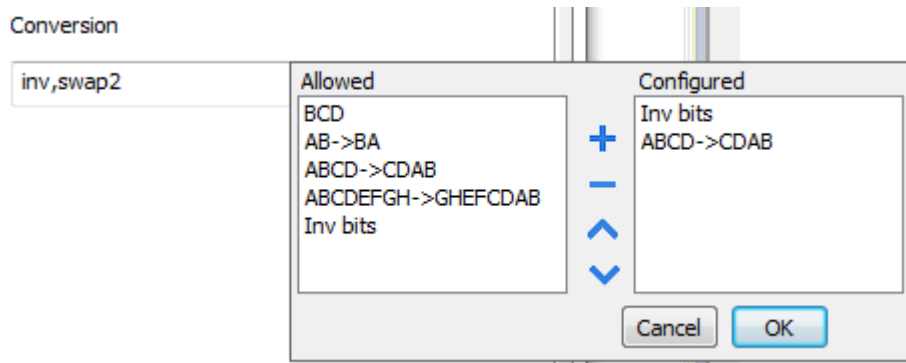 Conversion
inv,swap2
Allowed
BCD
AB->BA
ABCD->CDAB
ABCDEFGH->GHEFCDAB
Inv bits
Configured
Inv bits
ABCD->CDAB
Cancel
OK